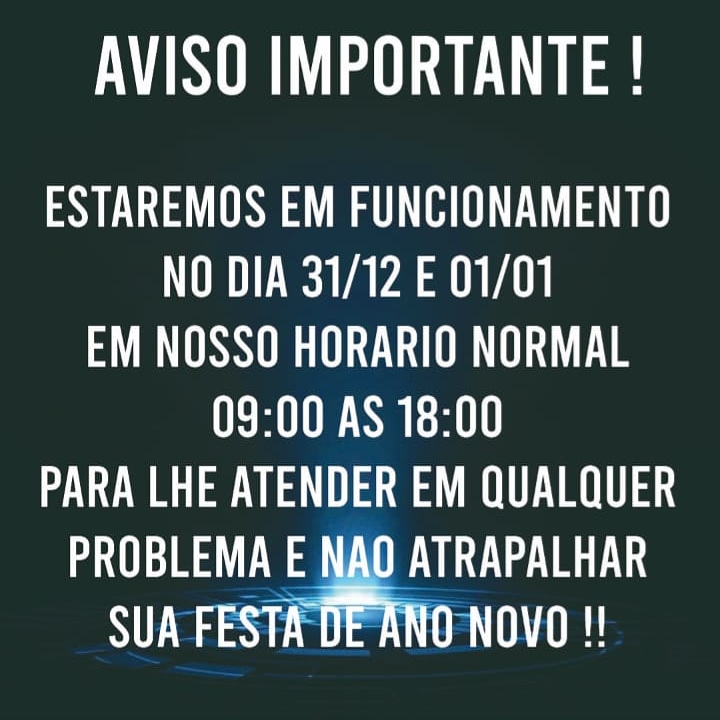 AVISO IMPORTANTE !
ESTAREMOS EM FUNCIONAMENTO
NO DIA 31/12 E 01/01
EM NOSSO HORARIO NORMAL
09:00 AS 18:00
PARA LHE ATENDER EM QUALQUER
PROBLEMA E NAO ATRAPALHAR
SUA FESTA DE ANO NOVO !!